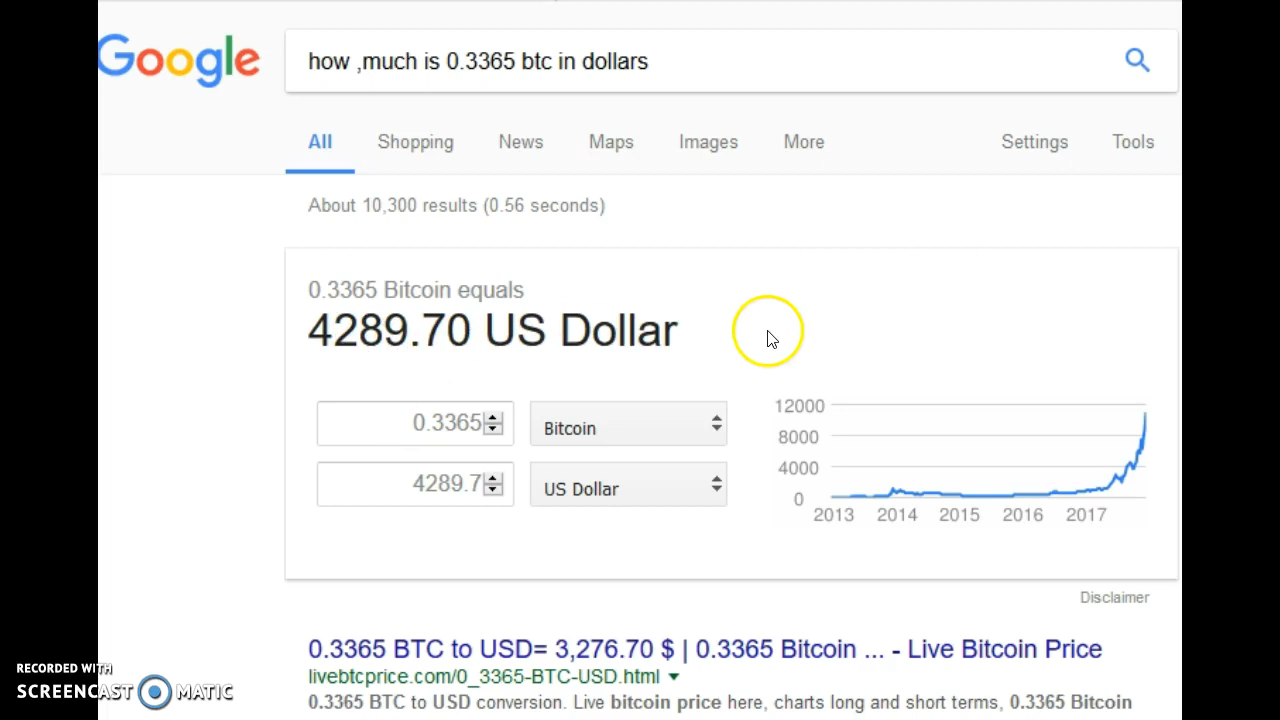 Google
how ,much is 0.3365 btc in dollars
All Shopping News Maps Images More Settings Tools
About 10,300 results (0.56 seconds)
0.3365 Bitcoin equals
4289.70 US Dollar
0.3365 Bitcoin
4289.7 US Dollar
12000
8000
4000
0
2013 2014 2015 2016 2017
Disclaimer
0.3365 BTC to USD= 3,276.70 $ | 0.3365 Bitcoin ... - Live Bitcoin Price
livebtcprice.com/0_3365-BTC-USD.html
0.3365 BTC to USD conversion. Live bitcoin price here, charts long and short terms, 0.3365 Bitcoin
RECORDED WITH
SCREENCAST MATIC